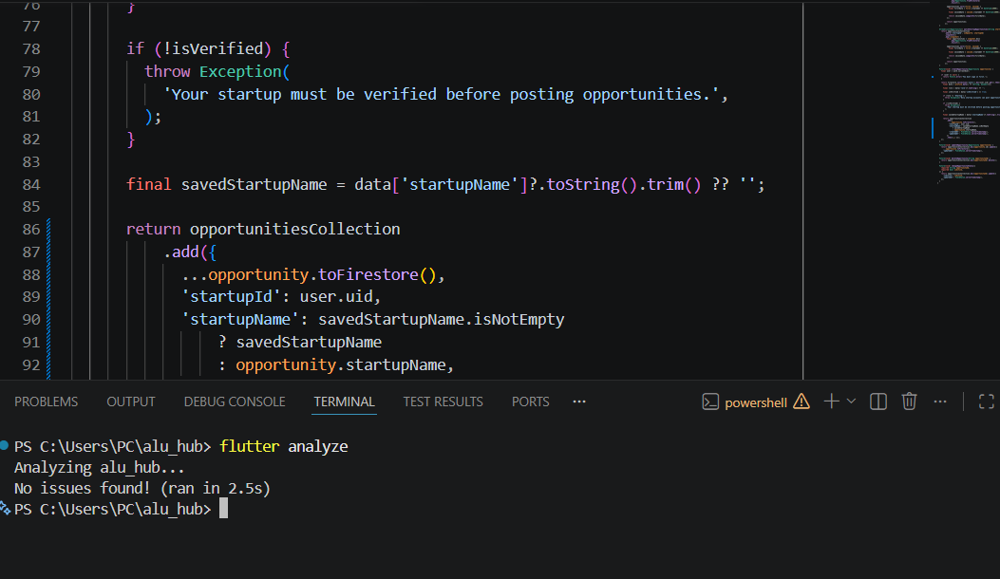 76 }
77
78 if (!isVerified) {
79 throw Exception(
80 'Your startup must be verified before posting opportunities.',
81 );
82 }
83
84 final savedStartupName = data['startupName']?.toString().trim() ?? '';
85
86 return opportunitiesCollection
87 .add({
88 ...opportunity.toFirestore(),
89 'startupId': user.uid,
90 'startupName': savedStartupName.isNotEmpty
91 ? savedStartupName
92 : opportunity.startupName,
PROBLEMS OUTPUT DEBUG CONSOLE TERMINAL TEST RESULTS PORTS ... powershell
PS C:\Users\PC\alu_hub> flutter analyze
Analyzing alu_hub...
No issues found! (ran in 2.5s)
PS C:\Users\PC\alu_hub>